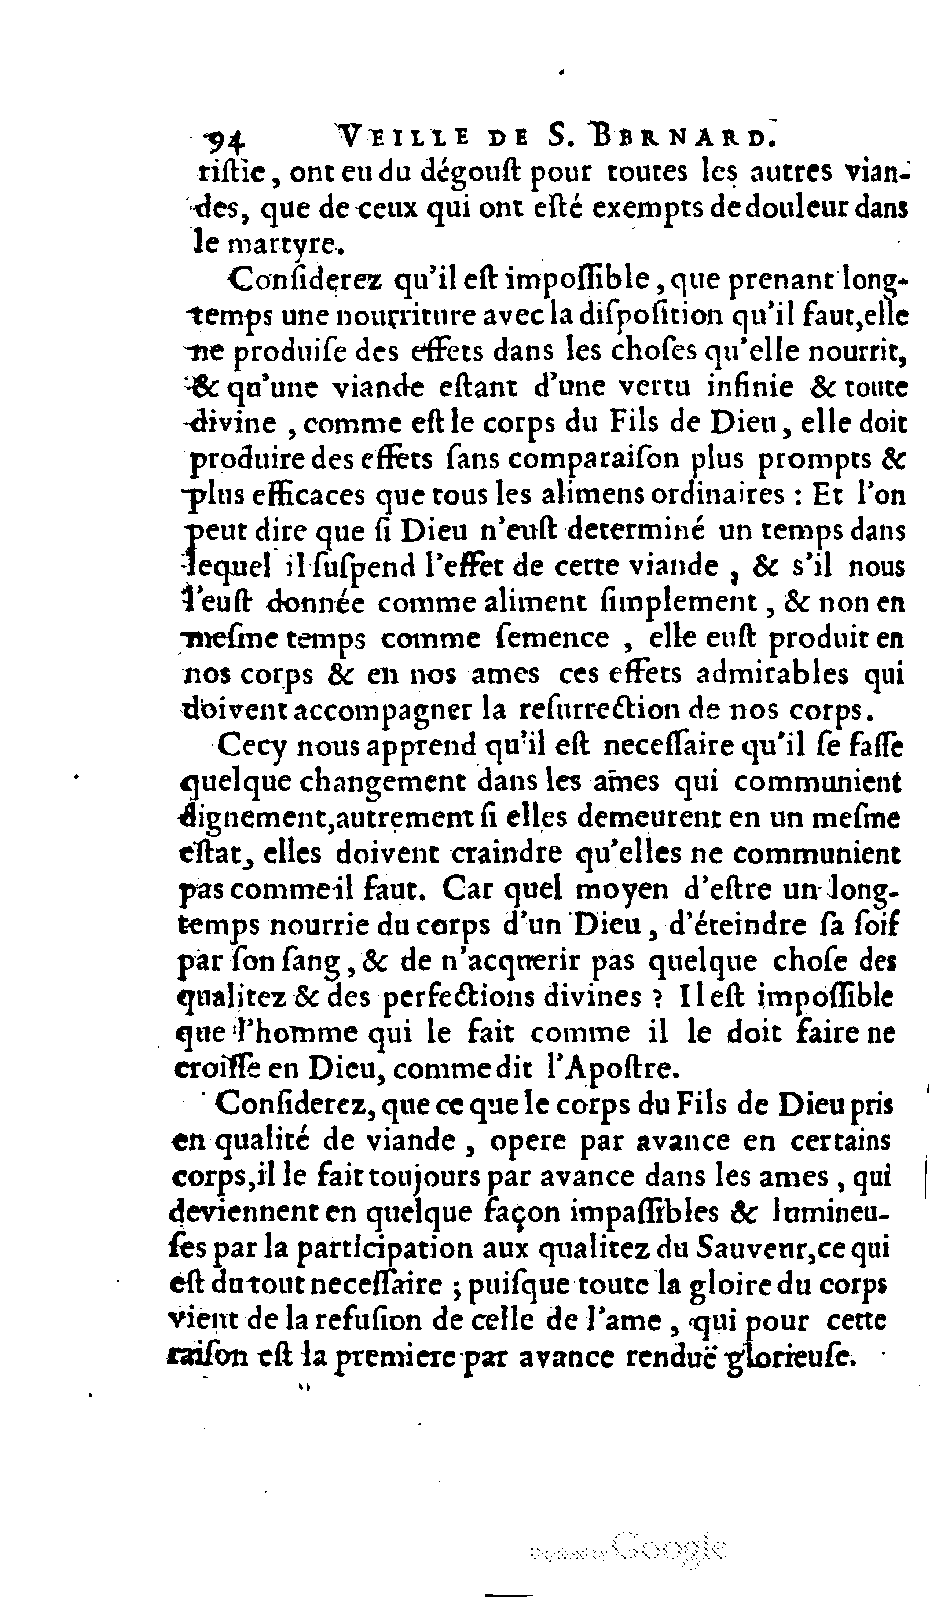 94 VEILLE DE S. BERNARD.
riſtie, ont eu du dégouſt pour toutes les autres vian-
des, que de ceux qui ont eſté exempts de douleur dans
le martyre.
Conſiderez qu'il eſt impoſſible, que prenant long-
temps une nourriture avec la diſpoſition qu'il faut, elle
ne produiſe des effets dans les choſes qu'elle nourrit,
& qu'une viande eſtant d'une vertu infinie & toute
divine, comme eſt le corps du Fils de Dieu, elle doit
produire des effets ſans comparaiſon plus prompts &
plus efficaces que tous les alimens ordinaires : Et l'on
peut dire que ſi Dieu n'euſt determiné un temps dans
lequel il ſuſpend l'effet de cette viande, & s'il nous
l'euſt donnée comme aliment ſimplement, & non en
meſme temps comme ſemence, elle euſt produit en
nos corps & en nos ames ces effets admirables qui
doivent accompagner la reſurrection de nos corps.
Cecy nous apprend qu'il eſt neceſſaire qu'il ſe faſſe
quelque changement dans les ames qui communient
dignement, autrement ſi elles demeurent en un meſme
eſtat, elles doivent craindre qu'elles ne communient
pas comme il faut. Car quel moyen d'eſtre un long-
temps nourrie du corps d'un Dieu, d'éteindre ſa ſoif
par ſon ſang, & de n'acquerir pas quelque choſe des
qualitez & des perfections divines ? Il eſt impoſſible
que l'homme qui le fait comme il le doit faire ne
croiſſe en Dieu, comme dit l'Apoſtre.
Conſiderez, que ce que le corps du Fils de Dieu pris
en qualité de viande, opere par avance en certains
corps, il le fait toujours par avance dans les ames, qui
deviennent en quelque façon impaſſibles & lumineu-
ſes par la participation aux qualitez du Sauveur, ce qui
eſt du tout neceſſaire ; puiſque toute la gloire du corps
vient de la refuſion de celle de l'ame, qui pour cette
raiſon eſt la premiere par avance renduë glorieuſe.
Digitized by Google